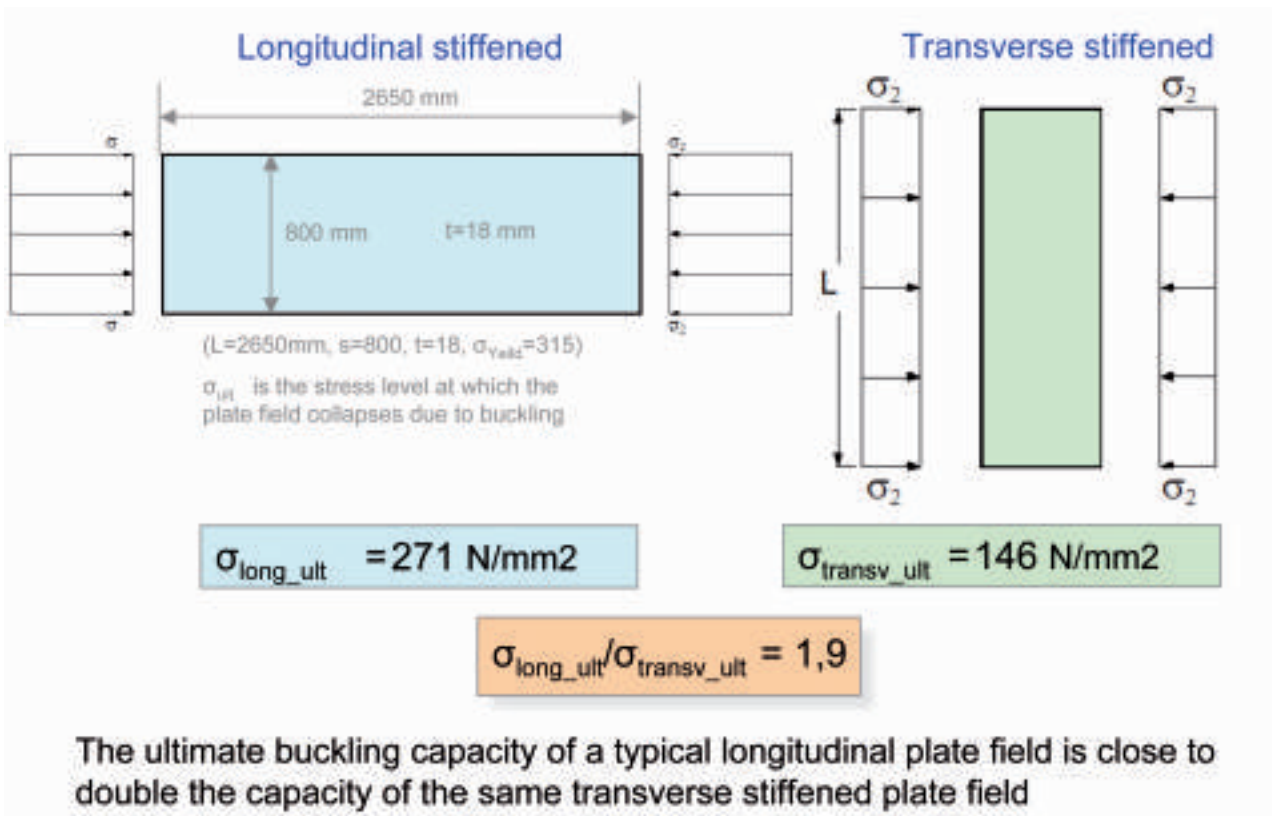 Longitudinal stiffened
Transverse stiffened
2650 mm
σ
σ2
800 mm
t=18 mm
σ
σ2
(L=2650mm, s=800, t=18, σYeild=315)
σult is the stress level at which the
plate field collapses due to buckling
σ2
σ2
L
σ2
σ2
σlong_ult =271 N/mm2
σtransv_ult =146 N/mm2
σlong_ult/σtransv_ult = 1,9
The ultimate buckling capacity of a typical longitudinal plate field is close to
double the capacity of the same transverse stiffened plate field